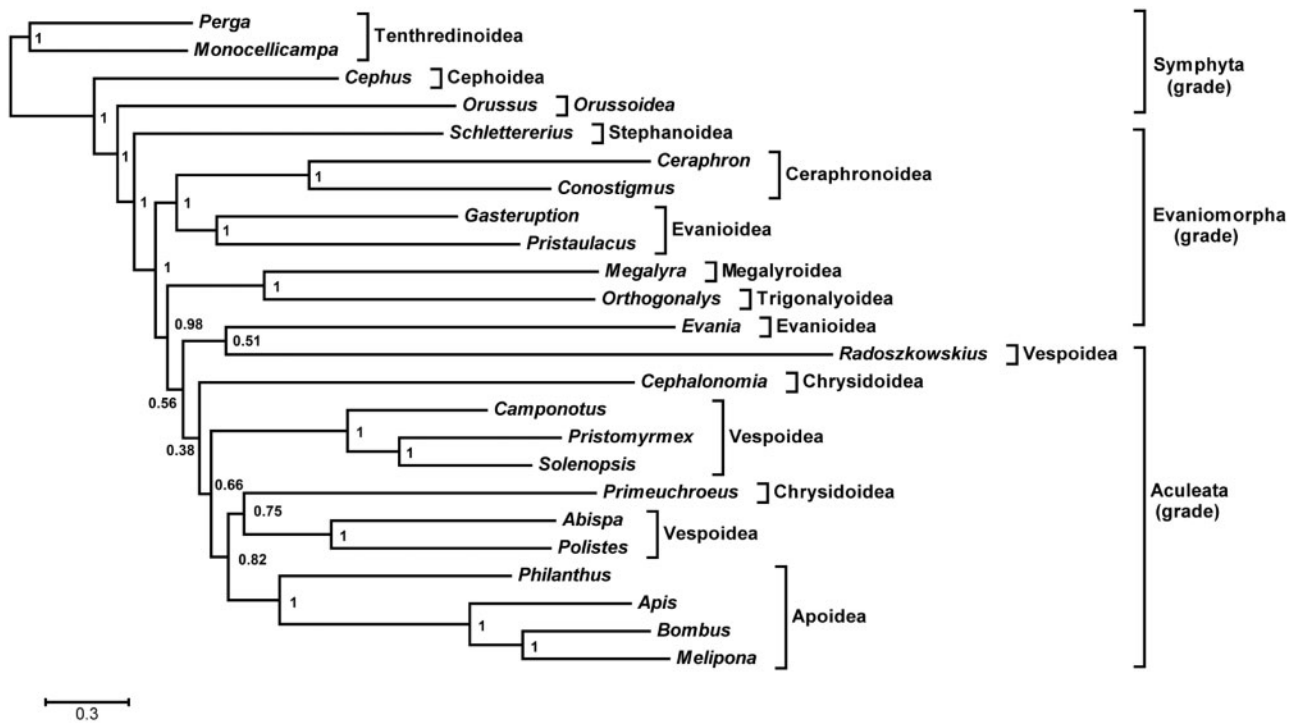 Perga
1
Tenthredinoidea
Monocellicampa
Symphyta
(grade)
Cephus
Cephoidea
Orussus
Orussoidea
1
Schlettererius
Stephanoidea
1
Ceraphron
1
Ceraphronoidea
Conostigmus
1
1
Gasteruption
1
Evanioidea
Pristaulacus
Evaniomorpha
(grade)
1
Megalyra
Megalyroidea
1
Orthogonalys
Trigonalyoidea
0.98
Evania
Evanioidea
0.51
Radoszkowskius
Vespoidea
Cephalonomia
Chrysidoidea
0.56
Camponotus
1
Pristomyrmex
Vespoidea
0.38
1
Solenopsis
0.66
Primeuchroeus
Chrysidoidea
Aculeata
(grade)
0.75
Abispa
1
Vespoidea
Polistes
0.82
Philanthus
1
Apis
Apoidea
1
Bombus
1
Melipona
0.3